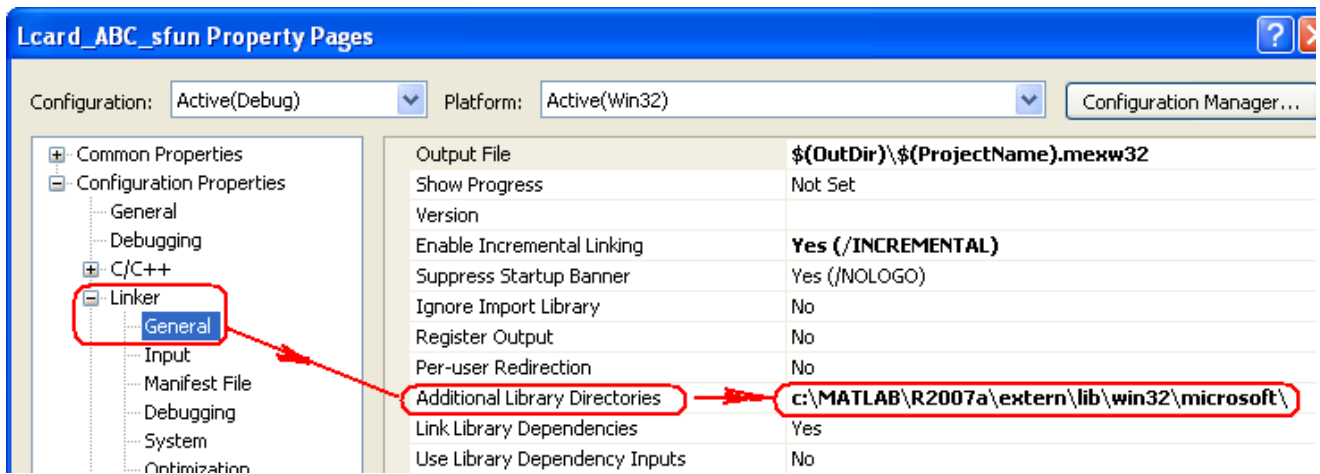 Lcard_ABC_sfun Property Pages
Configuration: Active(Debug) Platform: Active(Win32) Configuration Manager...
Common Properties
Configuration Properties
General
Debugging
C/C++
Linker
General
Input
Manifest File
Debugging
System
Optimization
Output File $(OutDir)\$(ProjectName).mexw32
Show Progress Not Set
Version
Enable Incremental Linking Yes (/INCREMENTAL)
Suppress Startup Banner Yes (/NOLOGO)
Ignore Import Library No
Register Output No
Per-user Redirection No
Additional Library Directories c:\MATLAB\R2007a\extern\lib\win32\microsoft\
Link Library Dependencies Yes
Use Library Dependency Inputs No